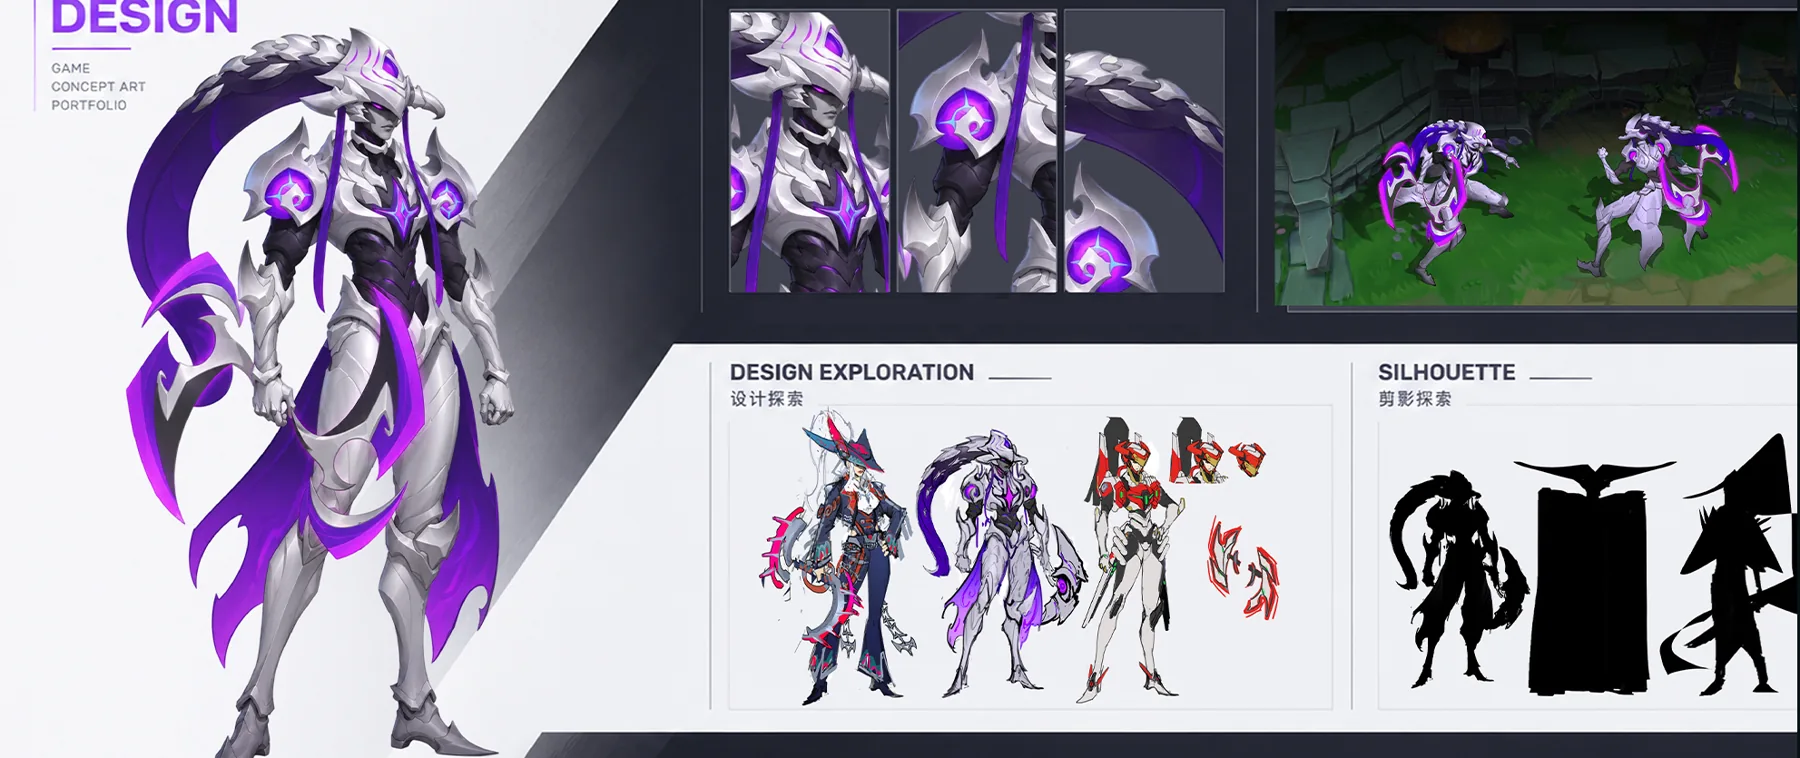 DESIGN
GAME
CONCEPT ART
PORTFOLIO
DESIGN EXPLORATION
设计探索
SILHOUETTE
剪影探索